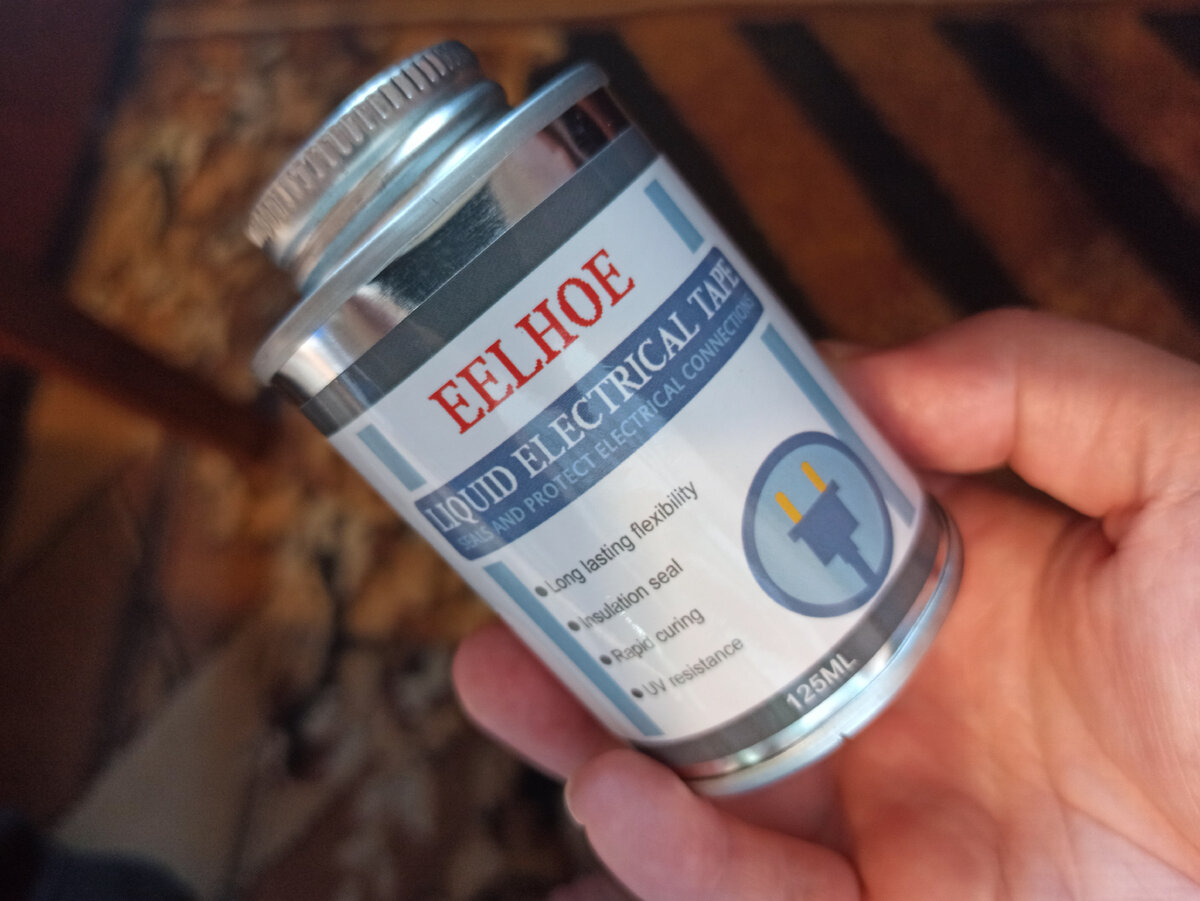 EELHOE
LIQUID ELECTRICAL TAPE
SEALS AND PROTECT ELECTRICAL CONNECTIONS
Long lasting flexibility
Insulation seal
Rapid curing
UV resistance
125ML